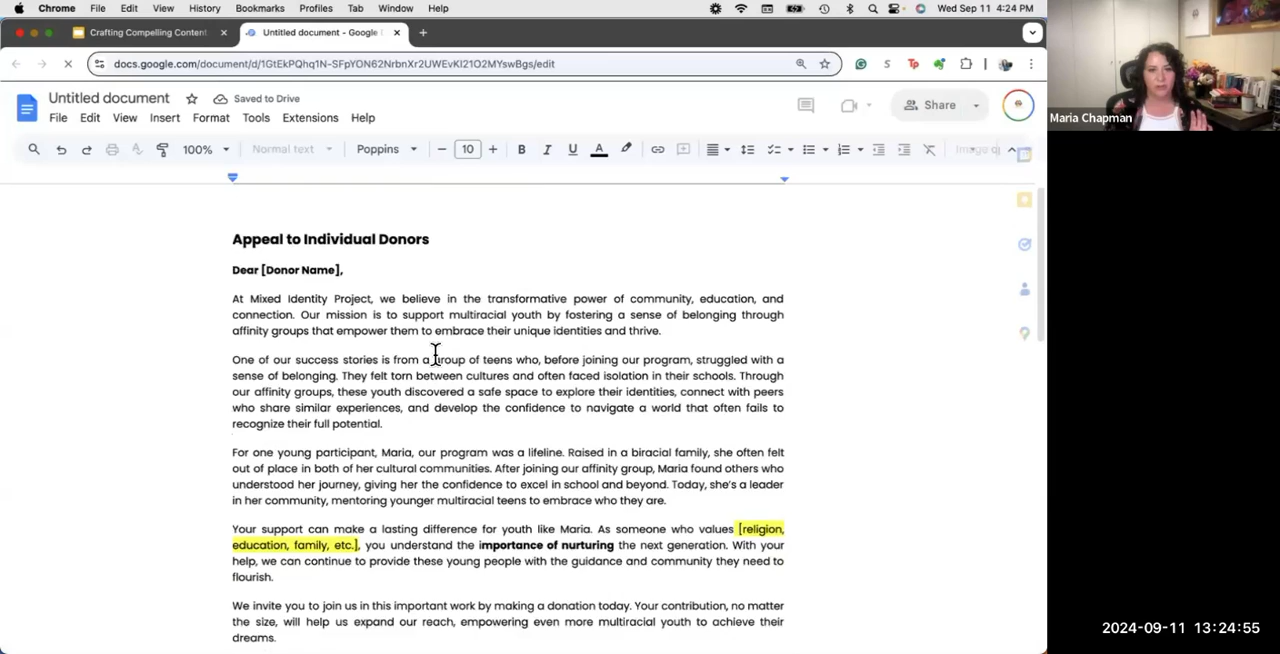 Chrome File Edit View History Bookmarks Profiles Tab Window Help Wed Sep 11 4:24 PM
Crafting Compelling Content
Untitled document - Google
docs.google.com/document/d/1GtEkPQhq1N-SFpYON62NrbnXr2UWEvKI21O2MYswBgs/edit
Maria Chapman
Untitled document Saved to Drive
Share
File Edit View Insert Format Tools Extensions Help
100% Normal text Poppins 10 B I U A
Appeal to Individual Donors
Dear [Donor Name],
At Mixed Identity Project, we believe in the transformative power of community, education, and
connection. Our mission is to support multiracial youth by fostering a sense of belonging through
affinity groups that empower them to embrace their unique identities and thrive.
One of our success stories is from a group of teens who, before joining our program, struggled with a
sense of belonging. They felt torn between cultures and often faced isolation in their schools. Through
our affinity groups, these youth discovered a safe space to explore their identities, connect with peers
who share similar experiences, and develop the confidence to navigate a world that often fails to
recognize their full potential.
For one young participant, Maria, our program was a lifeline. Raised in a biracial family, she often felt
out of place in both of her cultural communities. After joining our affinity group, Maria found others who
understood her journey, giving her the confidence to excel in school and beyond. Today, she's a leader
in her community, mentoring younger multiracial teens to embrace who they are.
Your support can make a lasting difference for youth like Maria. As someone who values [religion,
education, family, etc.], you understand the importance of nurturing the next generation. With your
help, we can continue to provide these young people with the guidance and community they need to
flourish.
We invite you to join us in this important work by making a donation today. Your contribution, no matter
the size, will help us expand our reach, empowering even more multiracial youth to achieve their
dreams.
2024-09-11 13:24:55